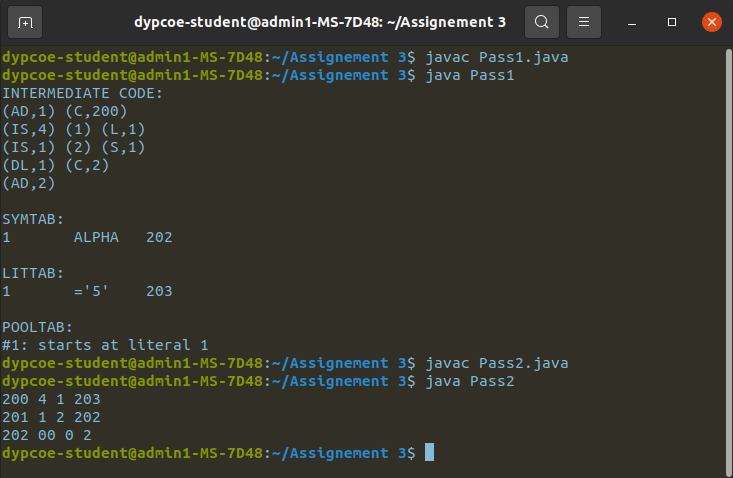 dypcoe-student@admin1-MS-7D48: ~/Assignement 3
dypcoe-student@admin1-MS-7D48:~/Assignement 3$ javac Pass1.java
dypcoe-student@admin1-MS-7D48:~/Assignement 3$ java Pass1
INTERMEDIATE CODE:
(AD,1) (C,200)
(IS,4) (1) (L,1)
(IS,1) (2) (S,1)
(DL,1) (C,2)
(AD,2)
SYMTAB:
1 ALPHA 202
LITTAB:
1 ='5' 203
POOLTAB:
#1: starts at literal 1
dypcoe-student@admin1-MS-7D48:~/Assignement 3$ javac Pass2.java
dypcoe-student@admin1-MS-7D48:~/Assignement 3$ java Pass2
200 4 1 203
201 1 2 202
202 00 0 2
dypcoe-student@admin1-MS-7D48:~/Assignement 3$